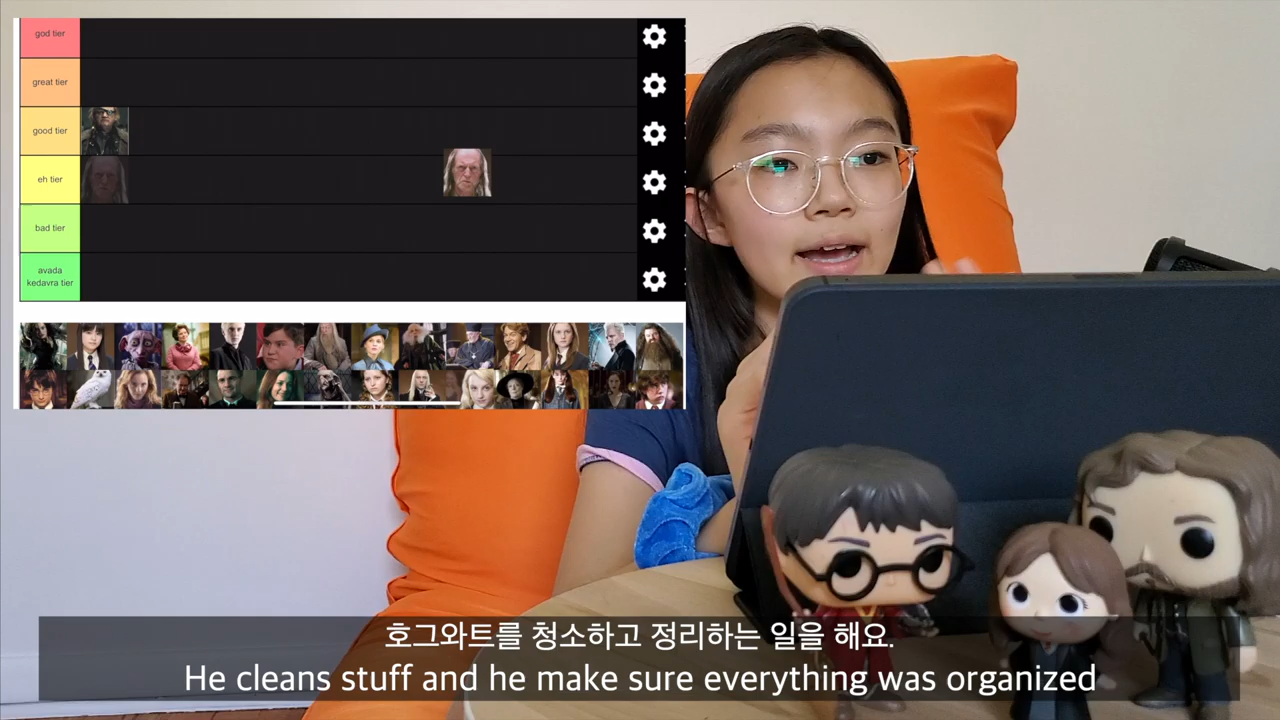 god tier
great tier
good tier
eh tier
bad tier
avada
kedavra tier
호그와트를 청소하고 정리하는 일을 해요.
He cleans stuff and he make sure everything was organized